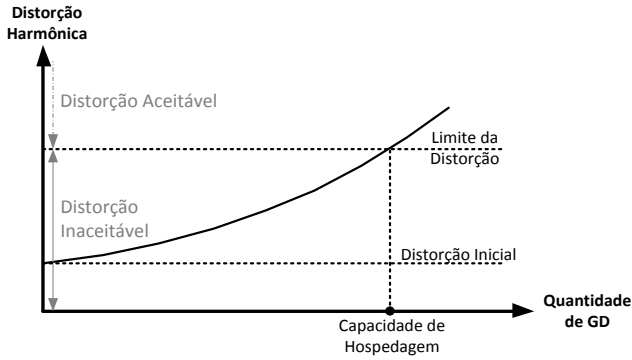 Distorção
Harmônica
Distorção Aceitável
Limite da
Distorção
Distorção
Inaceitável
Distorção Inicial
Quantidade
de GD
Capacidade de
Hospedagem